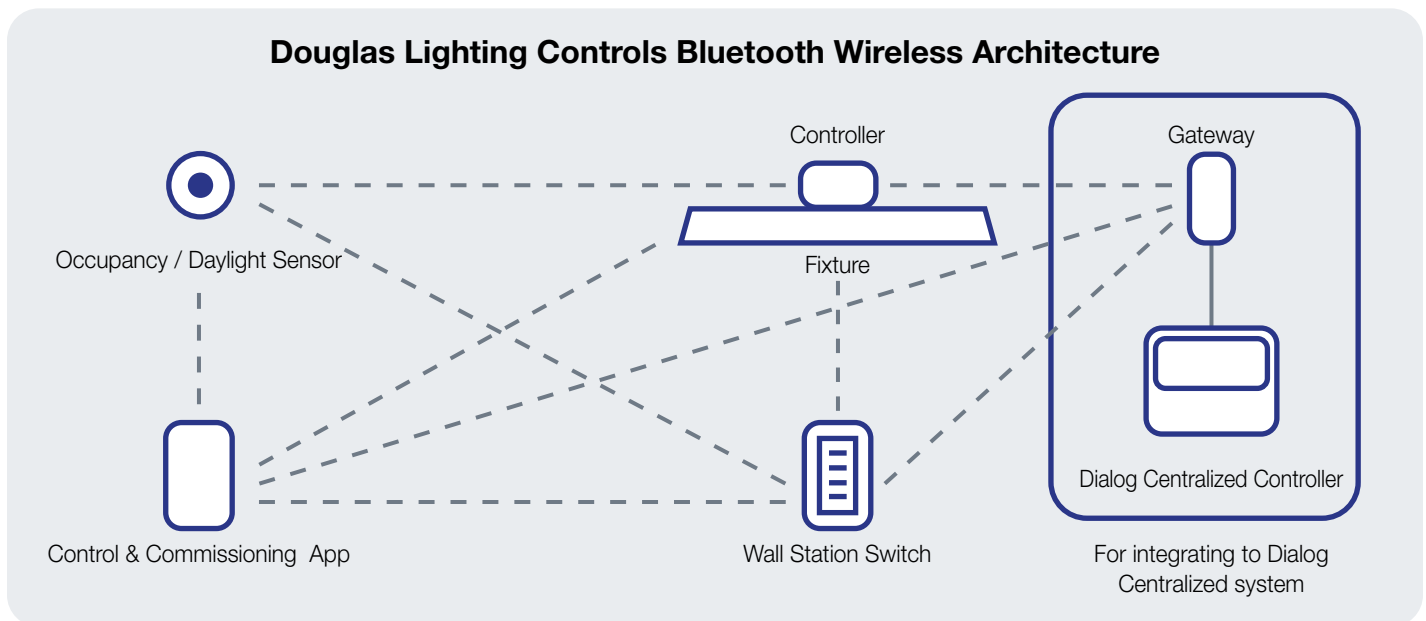 Douglas Lighting Controls Bluetooth Wireless Architecture
Controller
Gateway
Occupancy / Daylight Sensor
Fixture
Dialog Centralized Controller
Control & Commissioning App
Wall Station Switch
For integrating to Dialog
Centralized system